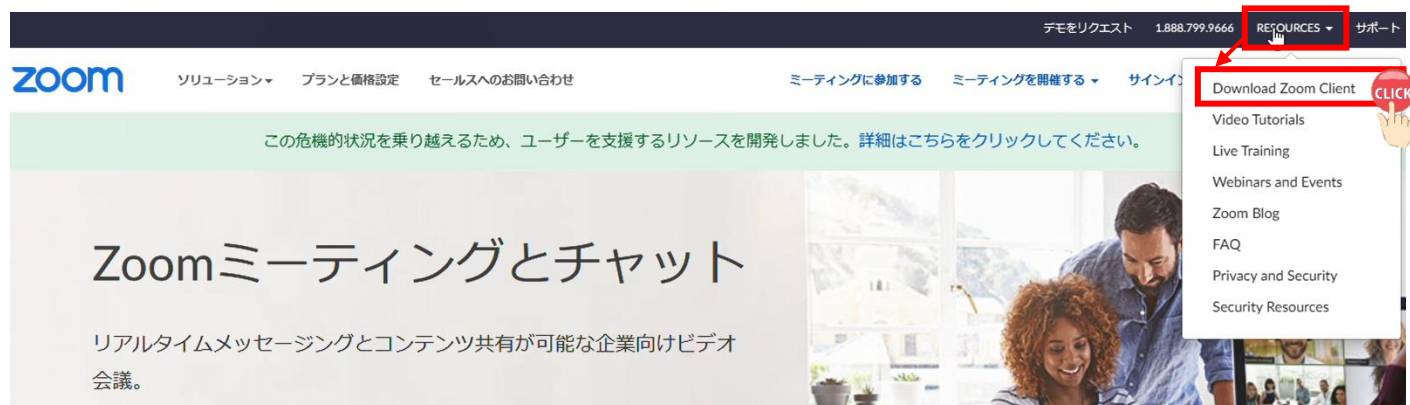 デモをリクエスト 1.888.799.9666 RESOURCES サポート
zoom ソリューション プランと価格設定 セールスへのお問い合わせ ミーティングに参加する ミーティングを開催する サインイン
Download Zoom Client
CLICK
Video Tutorials
Live Training
Webinars and Events
Zoom Blog
FAQ
Privacy and Security
Security Resources
この危機的状況を乗り越えるため、ユーザーを支援するリソースを開発しました。詳細はこちらをクリックしてください。
Zoomミーティングとチャット
リアルタイムメッセージングとコンテンツ共有が可能な企業向けビデオ
会議。